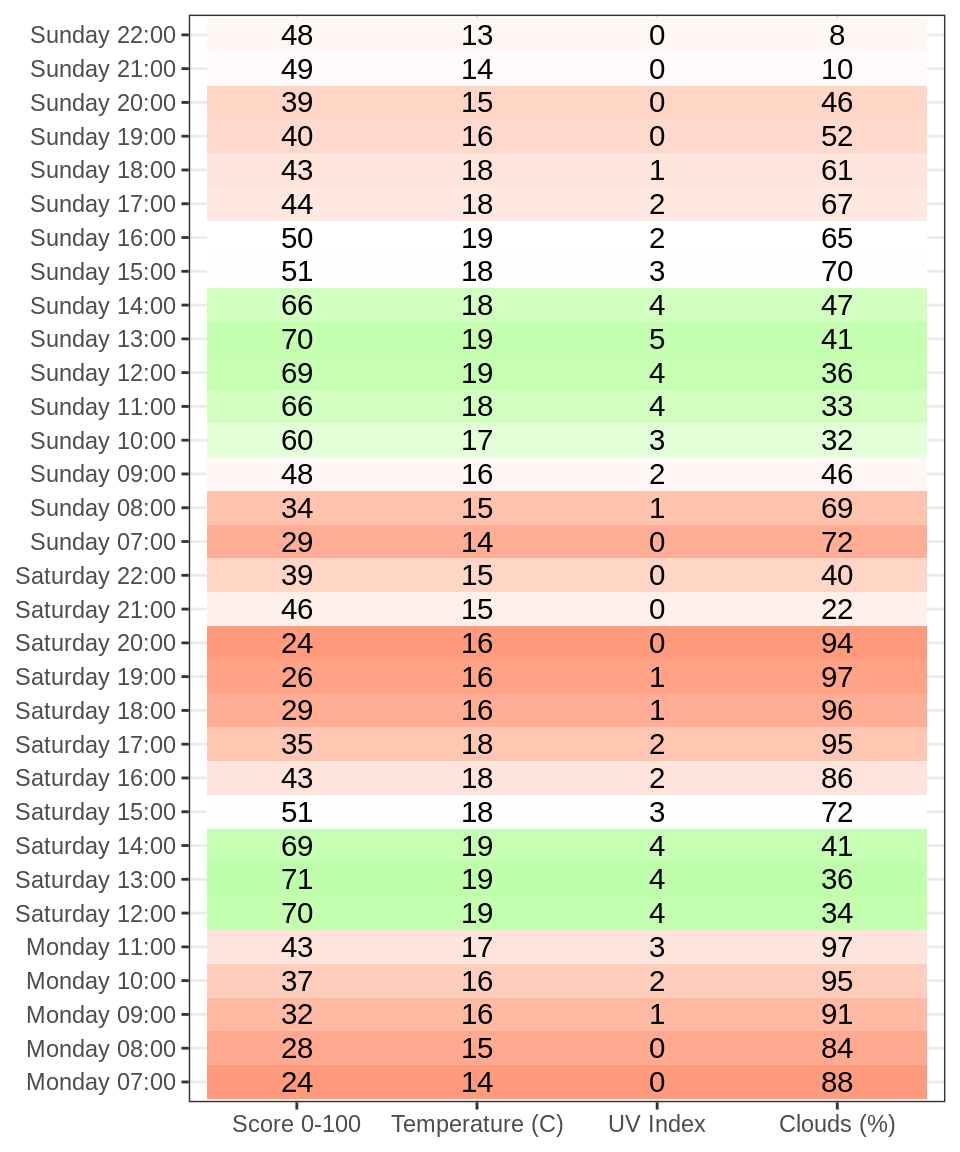 Sunday 22:00 48 13 0 8
Sunday 21:00 49 14 0 10
Sunday 20:00 39 15 0 46
Sunday 19:00 40 16 0 52
Sunday 18:00 43 18 1 61
Sunday 17:00 44 18 2 67
Sunday 16:00 50 19 2 65
Sunday 15:00 51 18 3 70
Sunday 14:00 66 18 4 47
Sunday 13:00 70 19 5 41
Sunday 12:00 69 19 4 36
Sunday 11:00 66 18 4 33
Sunday 10:00 60 17 3 32
Sunday 09:00 48 16 2 46
Sunday 08:00 34 15 1 69
Sunday 07:00 29 14 0 72
Saturday 22:00 39 15 0 40
Saturday 21:00 46 15 0 22
Saturday 20:00 24 16 0 94
Saturday 19:00 26 16 1 97
Saturday 18:00 29 16 1 96
Saturday 17:00 35 18 2 95
Saturday 16:00 43 18 2 86
Saturday 15:00 51 18 3 72
Saturday 14:00 69 19 4 41
Saturday 13:00 71 19 4 36
Saturday 12:00 70 19 4 34
Monday 11:00 43 17 3 97
Monday 10:00 37 16 2 95
Monday 09:00 32 16 1 91
Monday 08:00 28 15 0 84
Monday 07:00 24 14 0 88
Score 0-100 Temperature (C) UV Index Clouds (%)